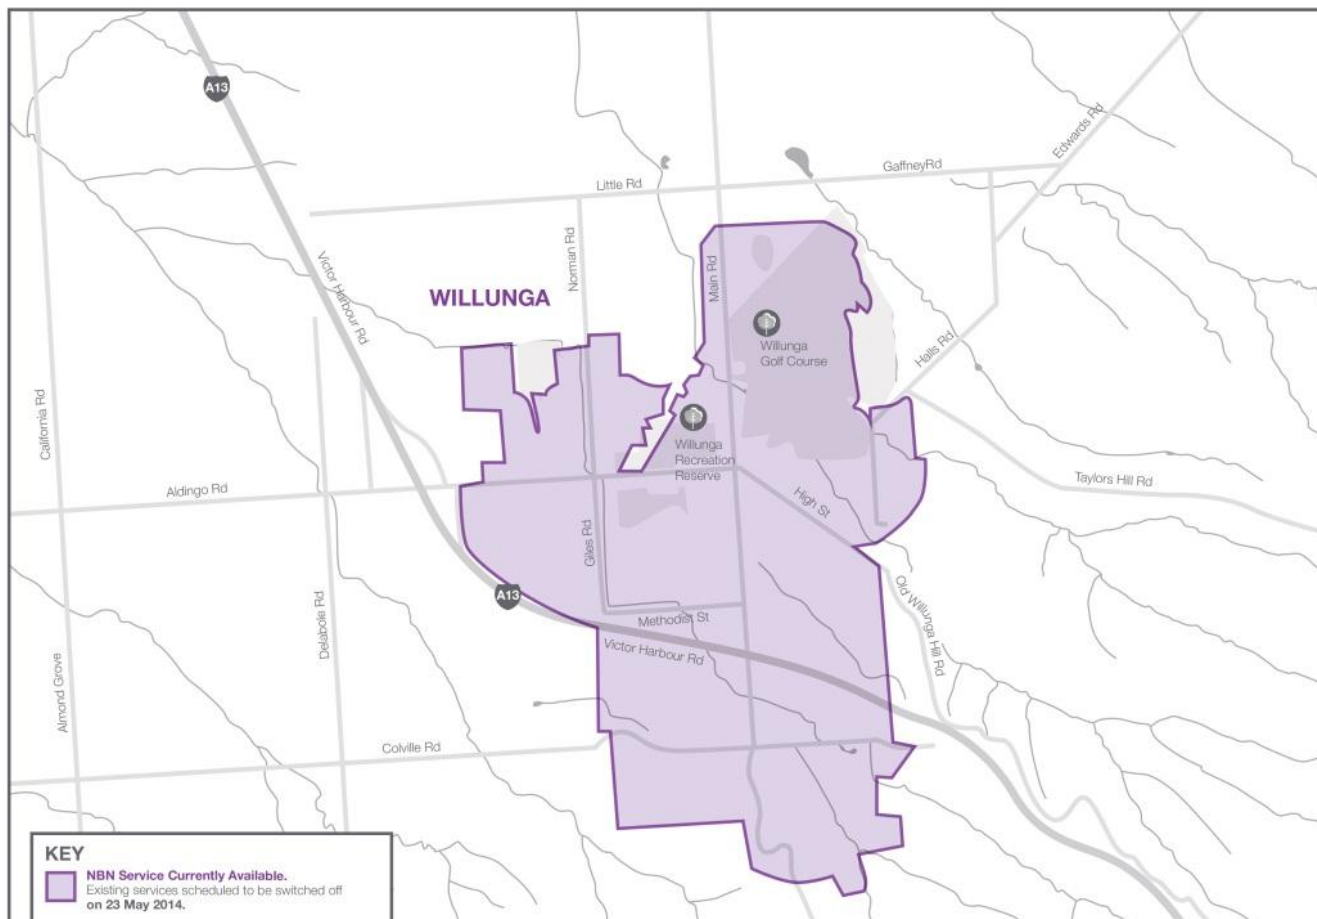 A13
Edwards Rd
GaffneyRd
Little Rd
Norman Rd
Main Rd
Victor Harbour Rd
WILLUNGA
Willunga
Golf Course
Halls Rd
California Rd
Willunga
Recreation
Reserve
Taylors Hill Rd
Aldingo Rd
High St
Giles Rd
A13
Delabole Rd
Methodist St
Old Willunga Hill Rd
Victor Harbour Rd
Almond Grove
Colville Rd
KEY
NBN Service Currently Available.
Existing services scheduled to be switched off
on 23 May 2014.